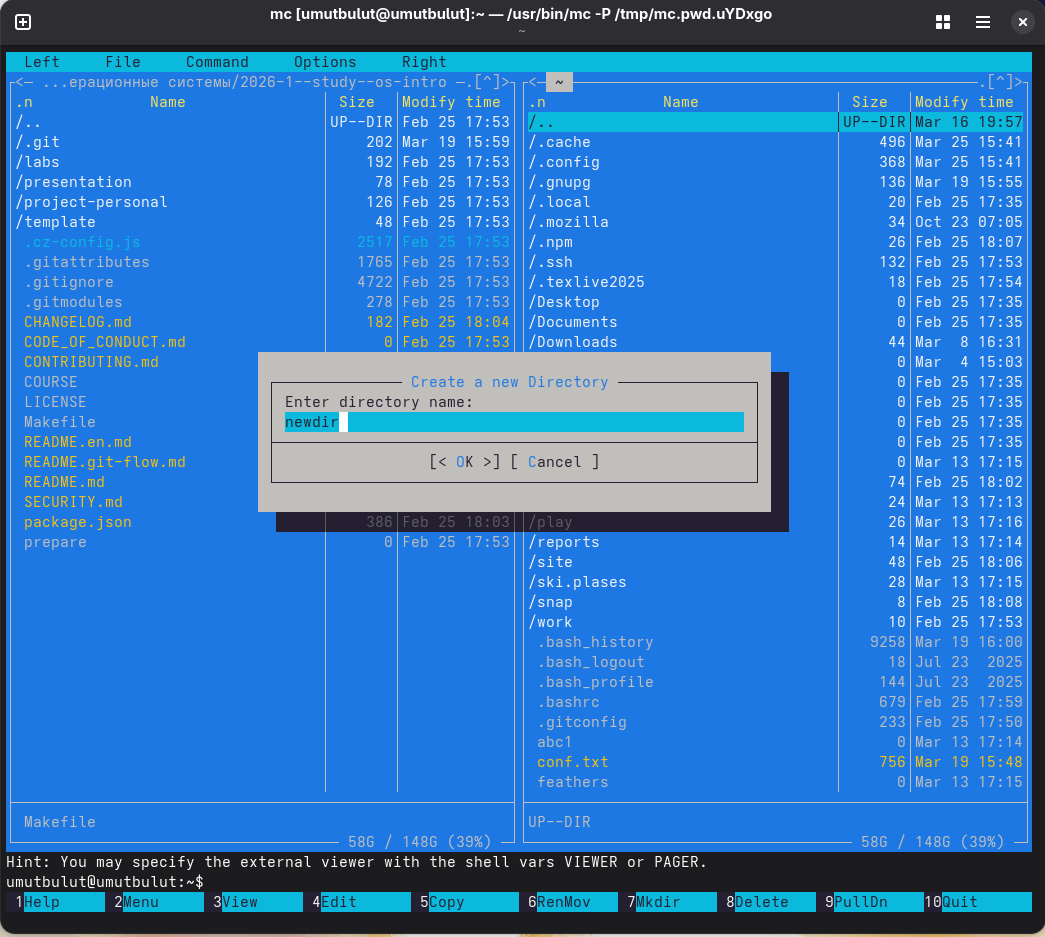 mc [umutbulut@umutbulut]:~ — /usr/bin/mc -P /tmp/mc.pwd.uYDxgo
~
Left File Command Options Right
<— ...ерационные системы/2026-1--study--os-intro —.[^]>
.n Name Size Modify time
/.. UP--DIR Feb 25 17:53
/.git 202 Mar 19 15:59
/labs 192 Feb 25 17:53
/presentation 78 Feb 25 17:53
/project-personal 126 Feb 25 17:53
/template 48 Feb 25 17:53
.cz-config.js 2517 Feb 25 17:53
.gitattributes 1765 Feb 25 17:53
.gitignore 4722 Feb 25 17:53
.gitmodules 278 Feb 25 17:53
CHANGELOG.md 182 Feb 25 18:04
CODE_OF_CONDUCT.md 0 Feb 25 17:53
CONTRIBUTING.md
COURSE
LICENSE
Makefile
README.en.md
README.git-flow.md
README.md
SECURITY.md
package.json 386 Feb 25 18:03
prepare 0 Feb 25 17:53
Makefile
58G / 148G (39%)
<— ~ .[^]>
.n Name Size Modify time
/.. UP--DIR Mar 16 19:57
/.cache 496 Mar 25 15:41
/.config 368 Mar 25 15:41
/.gnupg 136 Mar 19 15:55
/.local 20 Feb 25 17:35
/.mozilla 34 Oct 23 07:05
/.npm 26 Feb 25 18:07
/.ssh 132 Feb 25 17:53
/.texlive2025 18 Feb 25 17:54
/Desktop 0 Feb 25 17:35
/Documents 0 Feb 25 17:35
/Downloads 44 Mar 8 16:31
0 Mar 4 15:03
0 Feb 25 17:35
0 Feb 25 17:35
0 Feb 25 17:35
0 Feb 25 17:35
0 Mar 13 17:15
74 Feb 25 18:02
24 Mar 13 17:13
/play 26 Mar 13 17:16
/reports 14 Mar 13 17:14
/site 48 Feb 25 18:06
/ski.plases 28 Mar 13 17:15
/snap 8 Feb 25 18:08
/work 10 Feb 25 17:53
.bash_history 9258 Mar 19 16:00
.bash_logout 18 Jul 23 2025
.bash_profile 144 Jul 23 2025
.bashrc 679 Feb 25 17:59
.gitconfig 233 Feb 25 17:50
abc1 0 Mar 13 17:14
conf.txt 756 Mar 19 15:48
feathers 0 Mar 13 17:15
UP--DIR
58G / 148G (39%)
Create a new Directory
Enter directory name:
newdir
[< OK >] [ Cancel ]
Hint: You may specify the external viewer with the shell vars VIEWER or PAGER.
umutbulut@umutbulut:~$
1Help 2Menu 3View 4Edit 5Copy 6RenMov 7Mkdir 8Delete 9PullDn 10Quit